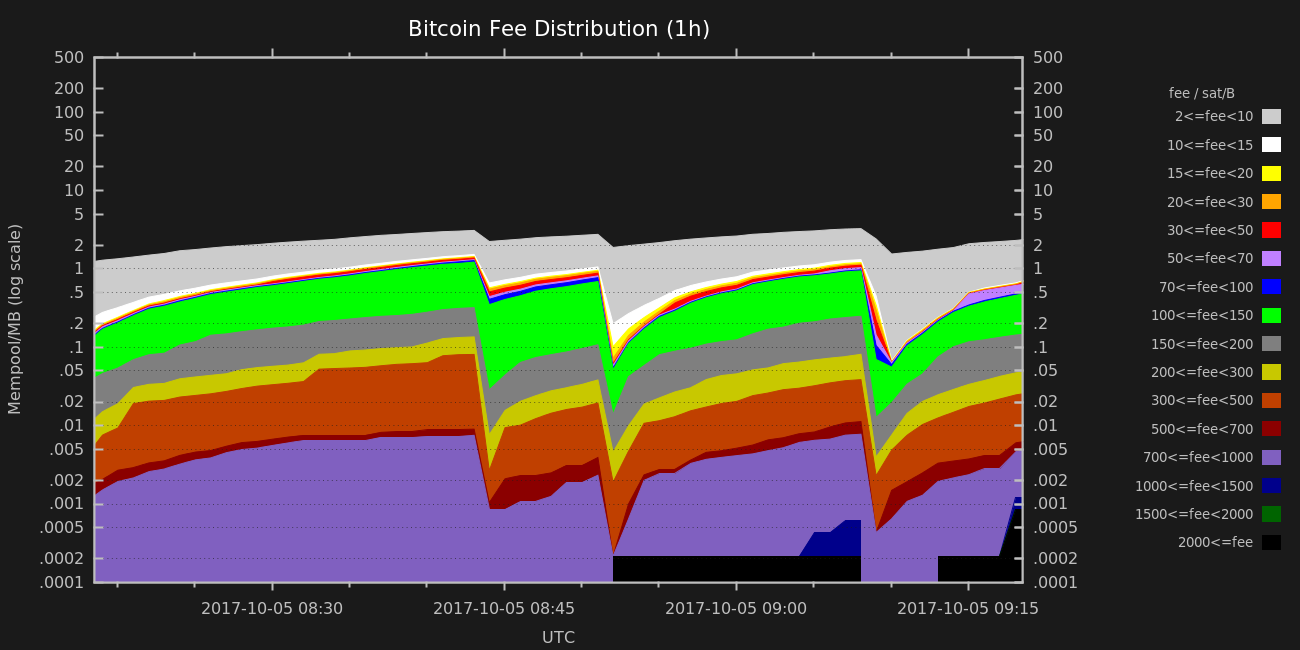 Bitcoin Fee Distribution (1h)
Mempool/MB (log scale)
500
200
100
50
20
10
5
2
1
.5
.2
.1
.05
.02
.01
.005
.002
.001
.0005
.0002
.0001
500
200
100
50
20
10
5
2
1
.5
.2
.1
.05
.02
.01
.005
.002
.001
.0005
.0002
.0001
2017-10-05 08:30 2017-10-05 08:45 2017-10-05 09:00 2017-10-05 09:15
UTC
fee / sat/B
2<=fee<10
10<=fee<15
15<=fee<20
20<=fee<30
30<=fee<50
50<=fee<70
70<=fee<100
100<=fee<150
150<=fee<200
200<=fee<300
300<=fee<500
500<=fee<700
700<=fee<1000
1000<=fee<1500
1500<=fee<2000
2000<=fee